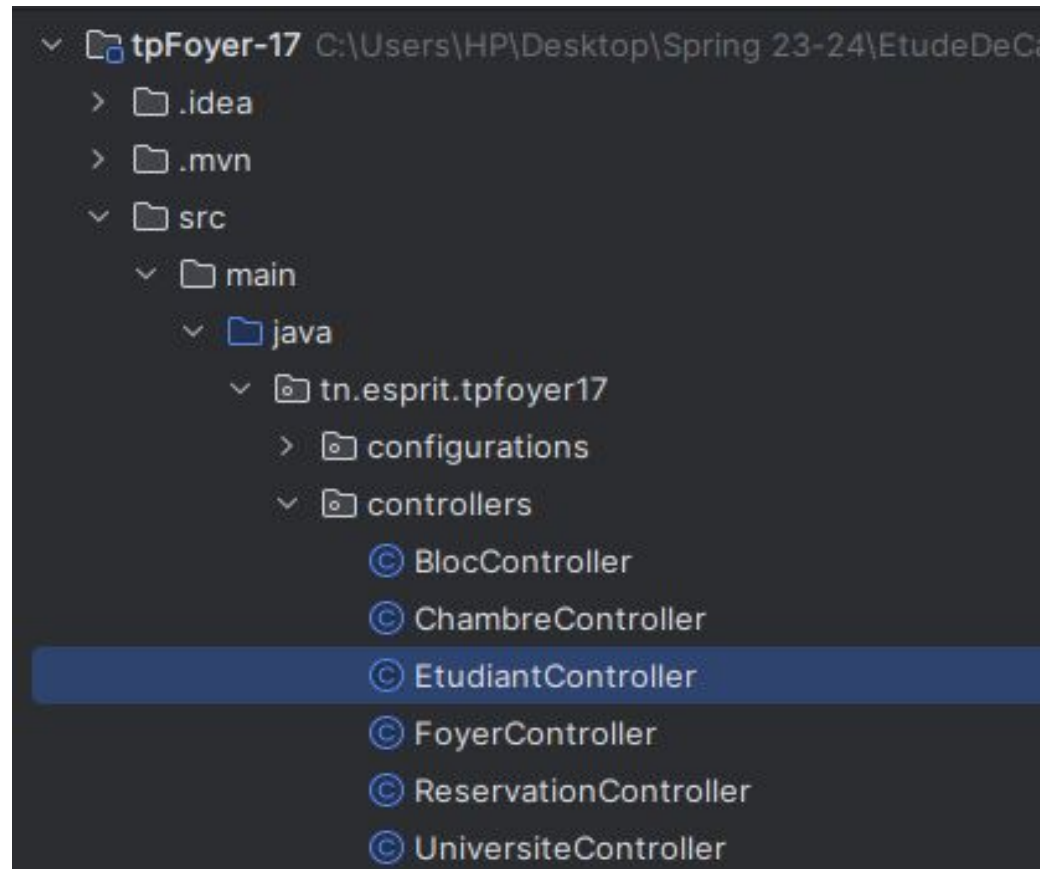 tpFoyer-17 C:\Users\HP\Desktop\Spring 23-24\EtudeDeCa
.idea
.mvn
src
main
java
tn.esprit.tpfoyer17
configurations
controllers
BlocController
ChambreController
EtudiantController
FoyerController
ReservationController
UniversiteController